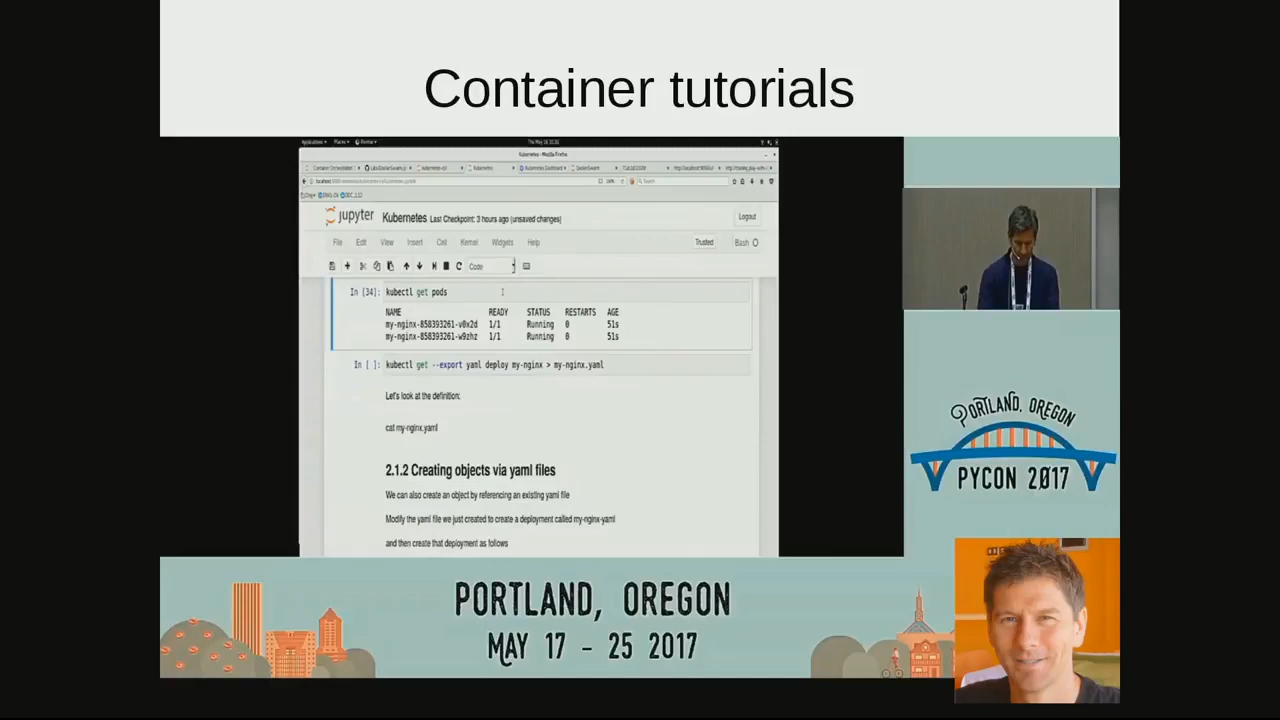 Container tutorials
Kubernetes - Mozilla Firefox
jupyter Kubernetes Last Checkpoint: 3 hours ago (unsaved changes)
Logout
File Edit View Insert Cell Kernel Widgets Help
Trusted
Bash
Code
In [34]: kubectl get pods
NAME READY STATUS RESTARTS AGE
my-nginx-858393261-v0x2d 1/1 Running 0 51s
my-nginx-858393261-w9zhz 1/1 Running 0 51s
In [ ]: kubectl get --export yaml deploy my-nginx > my-nginx.yaml
Let's look at the definition:
cat my-nginx.yaml
2.1.2 Creating objects via yaml files
We can also create an object by referencing an existing yaml file
Modify the yaml file we just created to create a deployment called my-nginx-yaml
and then create that deployment as follows
PORTLAND, OREGON
PYCON 2017
PORTLAND, OREGON
MAY 17 - 25 2017